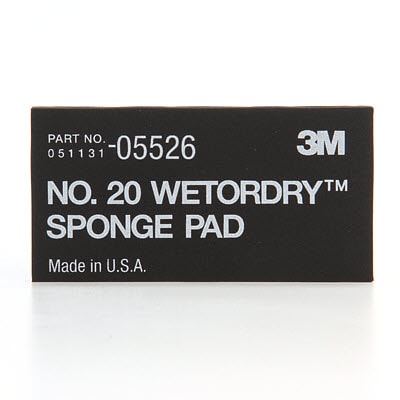 PART NO.
051131-05526
3M
NO. 20 WETORDRY™
SPONGE PAD
Made in U.S.A.